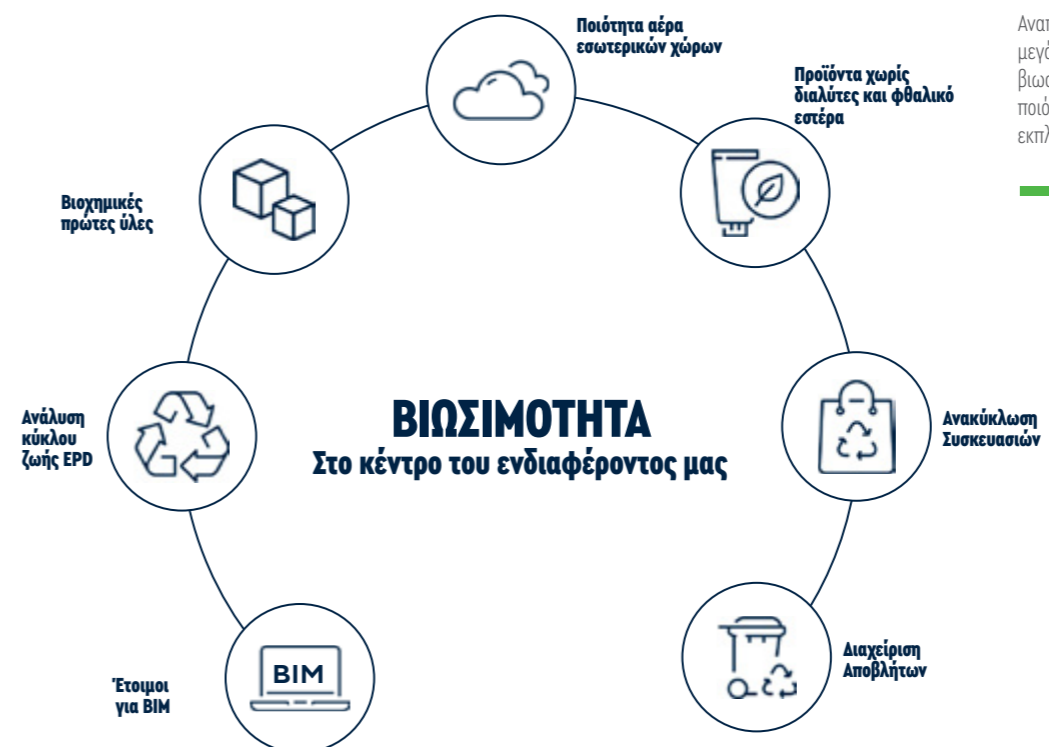 Ποιότητα αέρα
εσωτερικών χώρων
Προϊόντα χωρίς
διαλύτες και φθαλικό
εστέρα
Βιοχημικές
πρώτες ύλες
ΒΙΩΣΙΜΟΤΗΤΑ
Στο κέντρο του ενδιαφέροντος μας
Ανάλυση
κύκλου
ζωής EPD
Ανακύκλωση
Συσκευασιών
Έτοιμοι
για BIM
BIM
Διαχείριση
Αποβλήτων